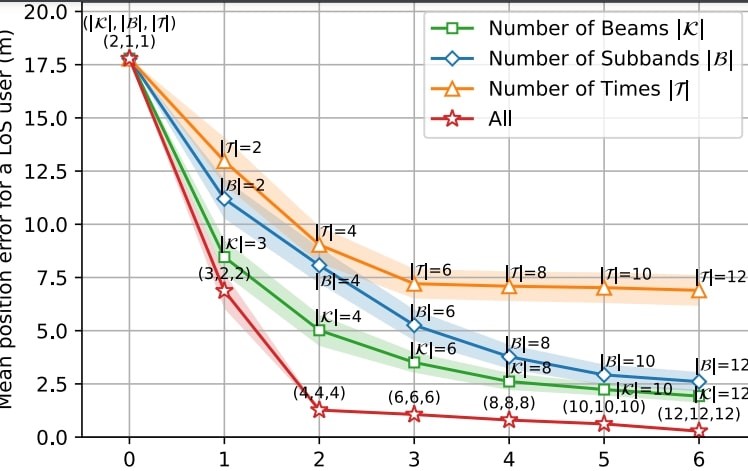 20.0
17.5
15.0
12.5
10.0
7.5
5.0
2.5
0.0
Mean position error for a LoS user (m)
(|𝒦|, |ℬ|, |𝒯|)
(2,1,1)
Number of Beams |𝒦|
Number of Subbands |ℬ|
Number of Times |𝒯|
All
|𝒯|=2
|ℬ|=2
|𝒦|=3
(3,2,2)
|𝒯|=4
|ℬ|=4
|𝒦|=4
(4,4,4)
|𝒯|=6
|ℬ|=6
|𝒦|=6
(6,6,6)
|𝒯|=8
|ℬ|=8
|𝒦|=8
(8,8,8)
|𝒯|=10
|ℬ|=10
|𝒦|=10
(10,10,10)
|𝒯|=12
|ℬ|=12
|𝒦|=12
(12,12,12)
0 1 2 3 4 5 6